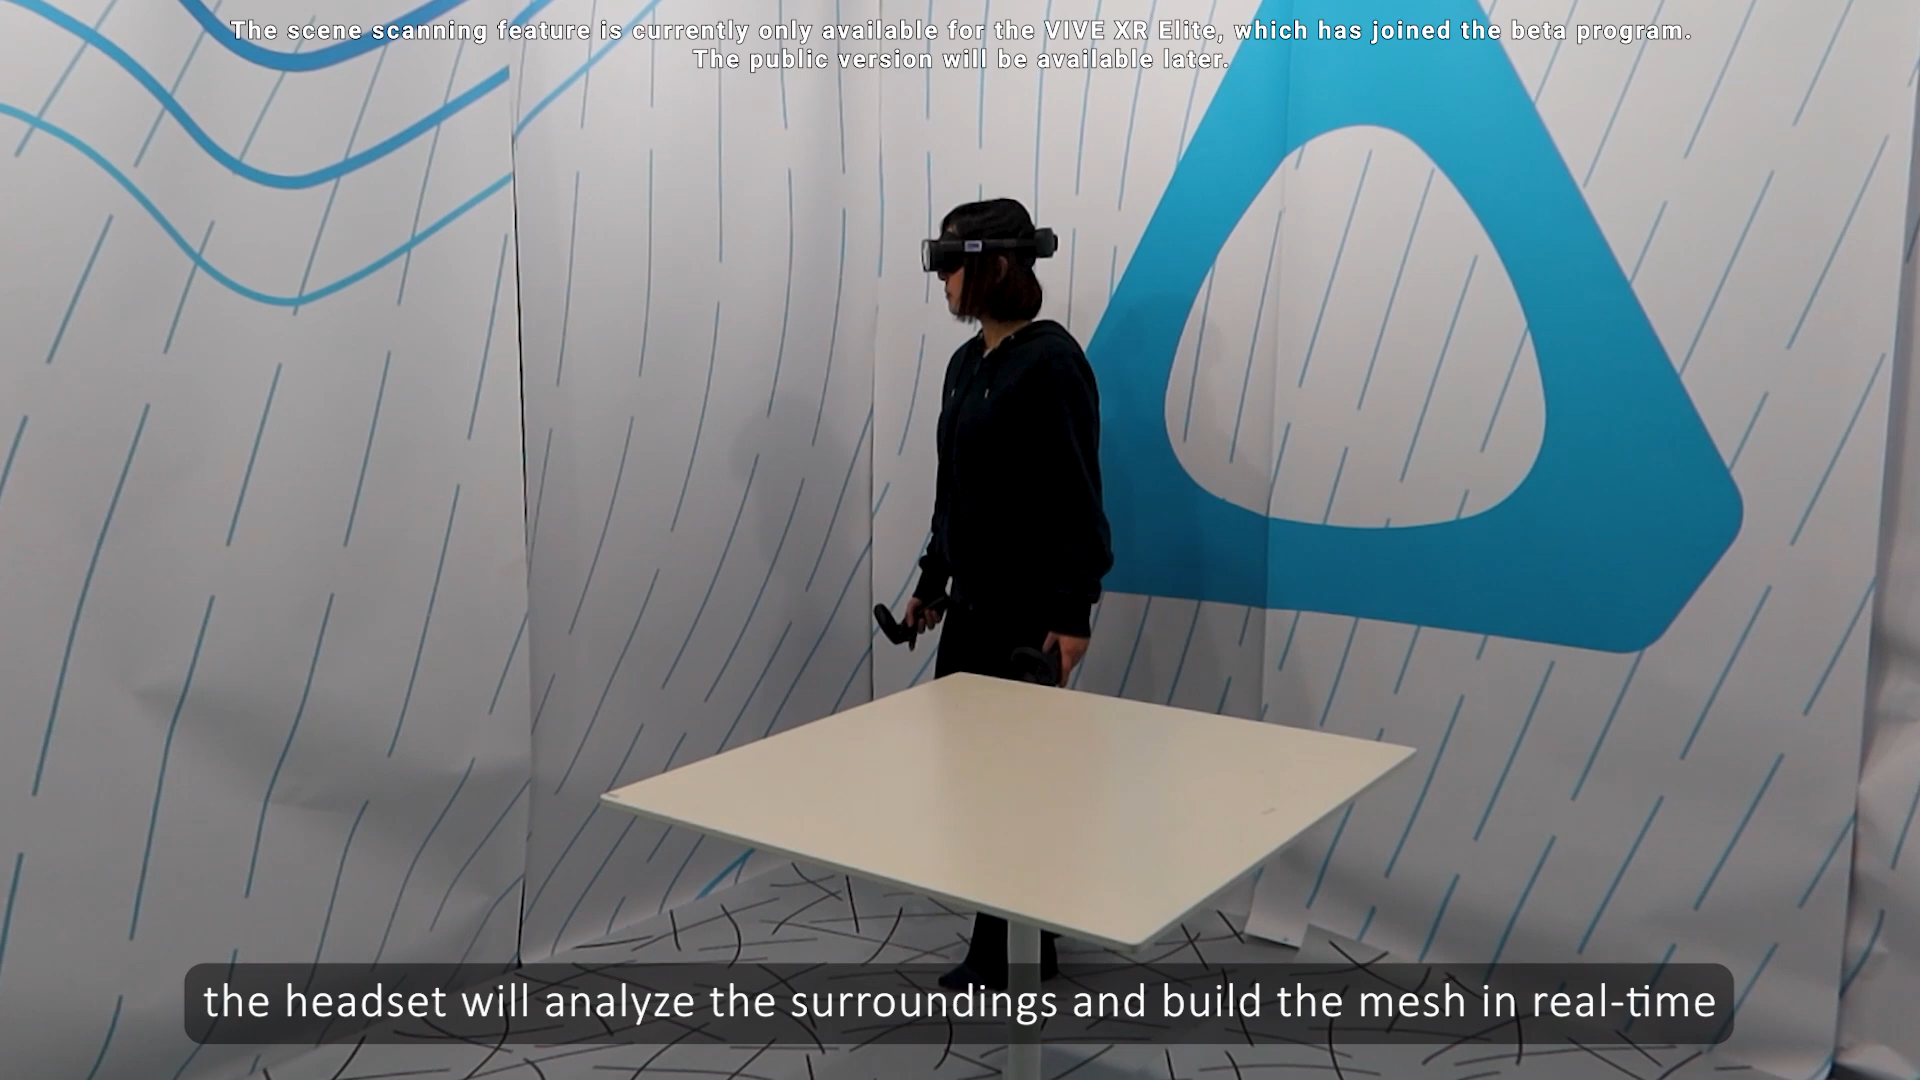 The scene scanning feature is currently only available for the VIVE XR Elite, which has joined the beta program.
The public version will be available later.
the headset will analyze the surroundings and build the mesh in real-time